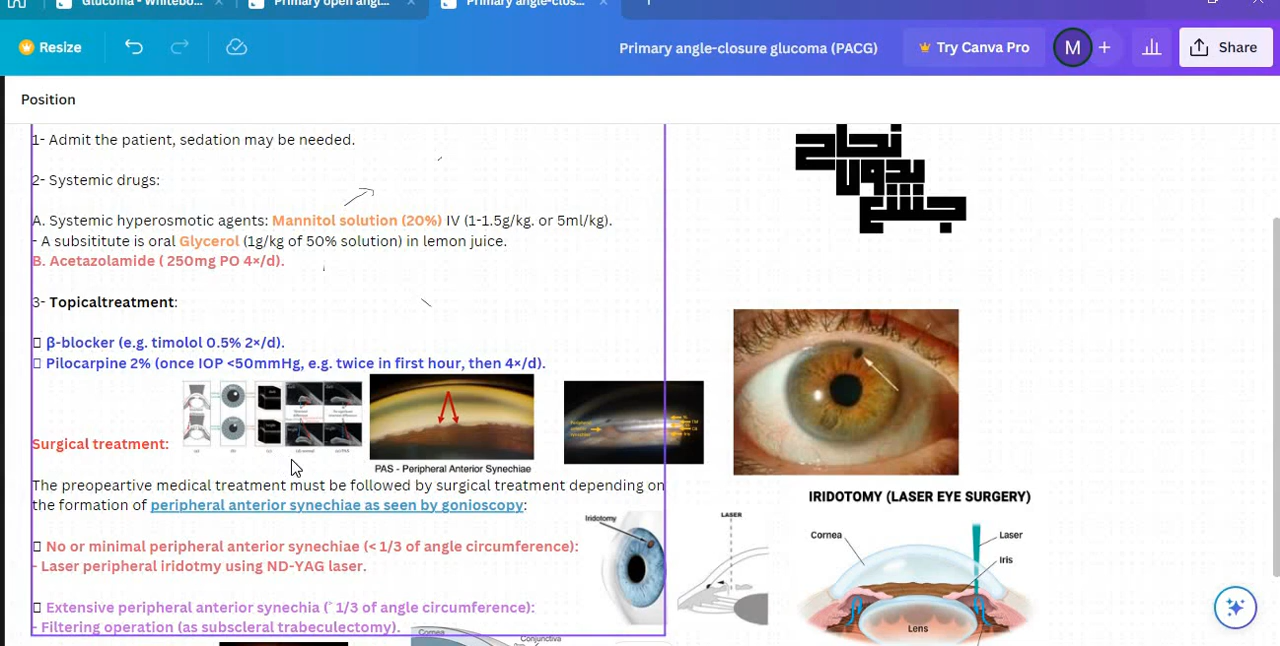 Glucoma - Whitebo...
Primary open angl...
Primary angle-clos...
Resize
Primary angle-closure glucoma (PACG)
Try Canva Pro
M
Share
Position
1- Admit the patient, sedation may be needed.
2- Systemic drugs:
A. Systemic hyperosmotic agents: Mannitol solution (20%) IV (1-1.5g/kg. or 5ml/kg).
- A subsititute is oral Glycerol (1g/kg of 50% solution) in lemon juice.
B. Acetazolamide ( 250mg PO 4×/d).
3- Topicaltreatment:
β-blocker (e.g. timolol 0.5% 2×/d).
Pilocarpine 2% (once IOP <50mmHg, e.g. twice in first hour, then 4×/d).
Surgical treatment:
PAS - Peripheral Anterior Synechiae
The preopeartive medical treatment must be followed by surgical treatment depending on
the formation of peripheral anterior synechiae as seen by gonioscopy:
No or minimal peripheral anterior synechiae (< 1/3 of angle circumference):
- Laser peripheral iridotmy using ND-YAG laser.
Extensive peripheral anterior synechia (˃ 1/3 of angle circumference):
- Filtering operation (as subscleral trabeculectomy).
نجاح
بدون
Iridotomy
LASER
IRIDOTOMY (LASER EYE SURGERY)
Cornea
Laser
Iris
Lens
Cornea
Conjunctiva